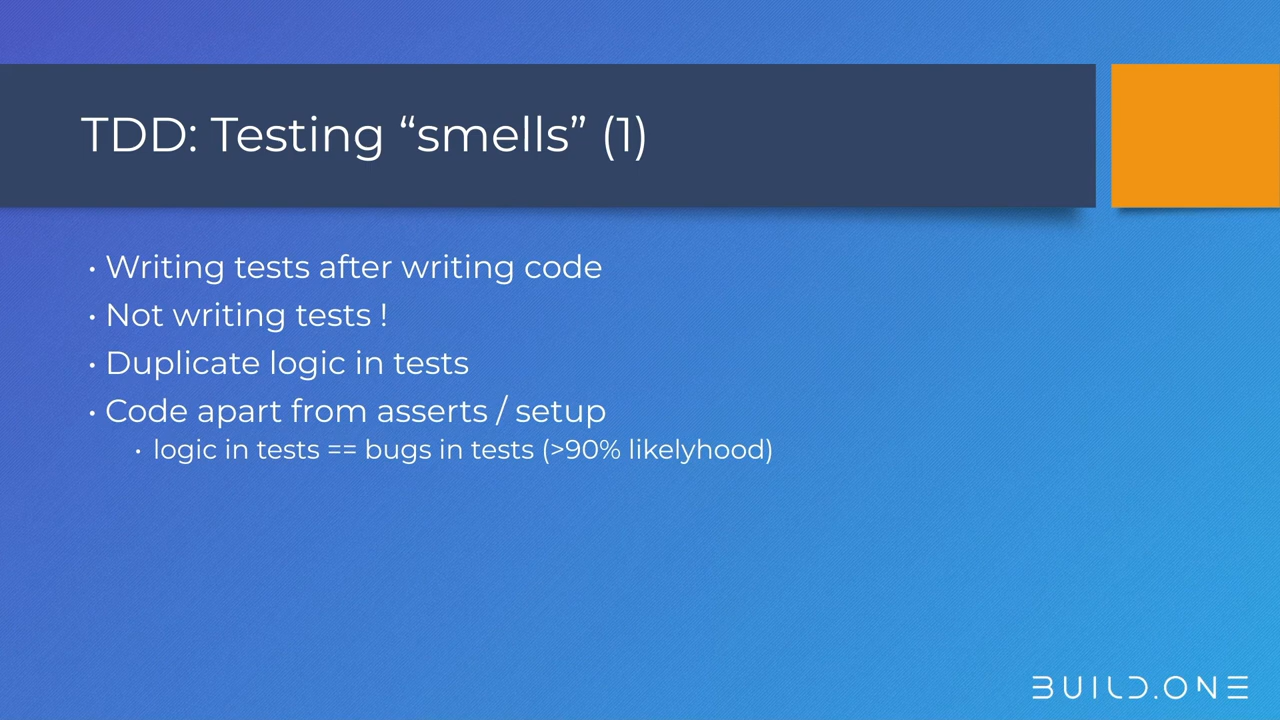 TDD: Testing “smells” (1)
• Writing tests after writing code
• Not writing tests !
• Duplicate logic in tests
• Code apart from asserts / setup
• logic in tests == bugs in tests (>90% likelyhood)
BUILD.ONE